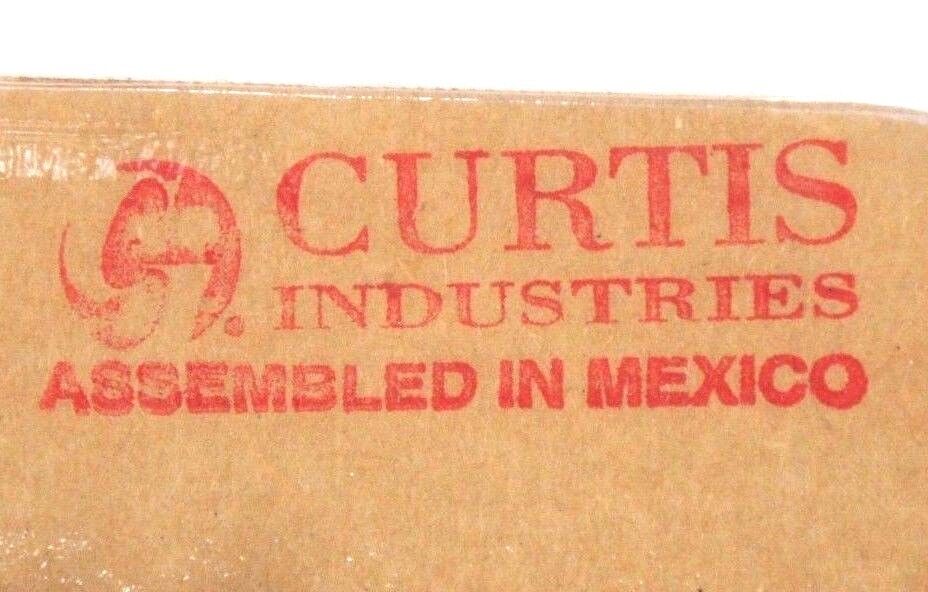 CURTIS
INDUSTRIES
ASSEMBLED IN MEXICO